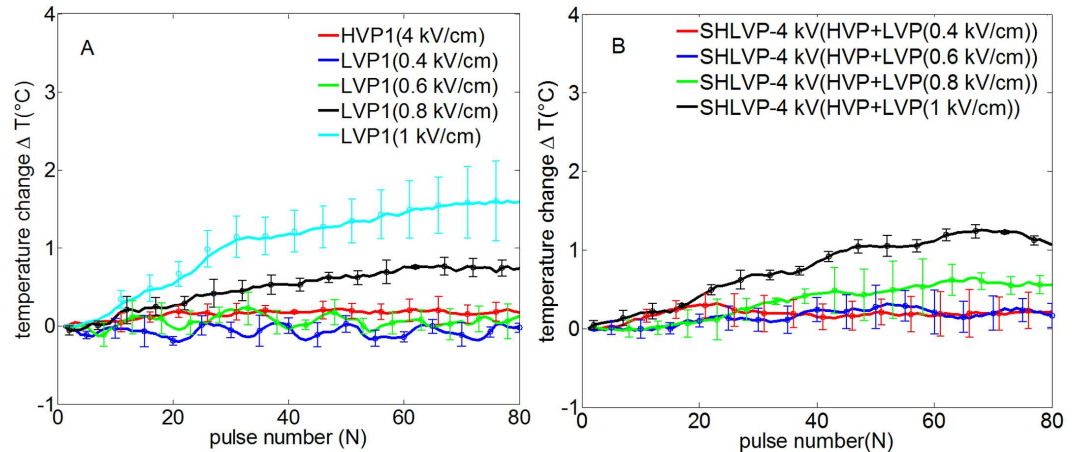 A
HVP1(4 kV/cm)
LVP1(0.4 kV/cm)
LVP1(0.6 kV/cm)
LVP1(0.8 kV/cm)
LVP1(1 kV/cm)
temperature change Δ T(°C)
4
3
2
1
0
-1
0 20 40 60 80
pulse number (N)
B
SHLVP-4 kV(HVP+LVP(0.4 kV/cm))
SHLVP-4 kV(HVP+LVP(0.6 kV/cm))
SHLVP-4 kV(HVP+LVP(0.8 kV/cm))
SHLVP-4 kV(HVP+LVP(1 kV/cm))
temperature change Δ T(°C)
4
3
2
1
0
-1
0 20 40 60 80
pulse number(N)